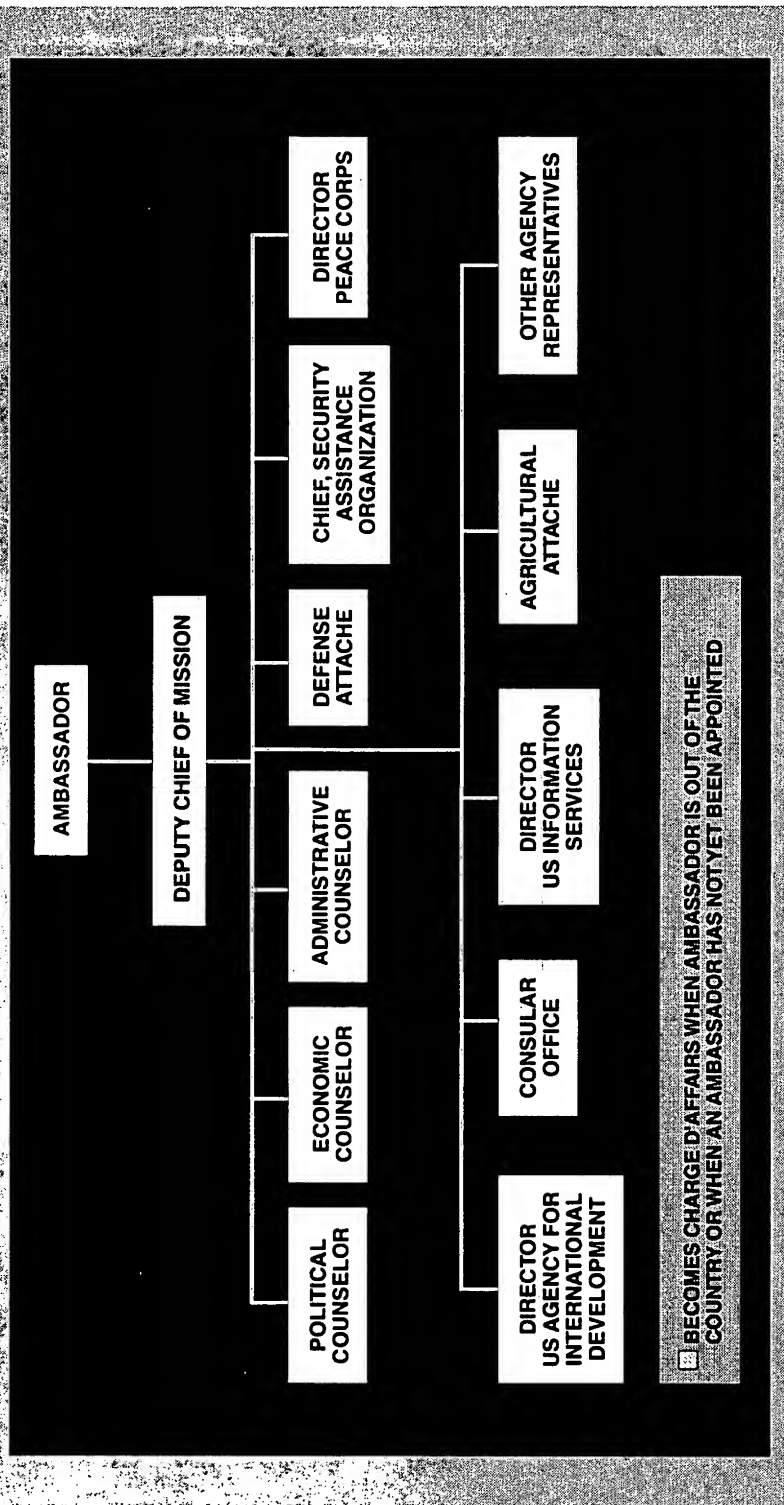 AMBASSADOR
DEPUTY CHIEF OF MISSION
POLITICAL
COUNSELOR
ECONOMIC
COUNSELOR
ADMINISTRATIVE
COUNSELOR
DEFENSE
ATTACHE
CHIEF, SECURITY
ASSISTANCE
ORGANIZATION
DIRECTOR
PEACE CORPS
DIRECTOR
US AGENCY FOR
INTERNATIONAL
DEVELOPMENT
CONSULAR
OFFICE
DIRECTOR
US INFORMATION
SERVICES
AGRICULTURAL
ATTACHE
OTHER AGENCY
REPRESENTATIVES
BECOMES CHARGE D'AFFAIRS WHEN AMBASSADOR IS OUT OF THE
COUNTRY OR WHEN AN AMBASSADOR HAS NOT YET BEEN APPOINTED